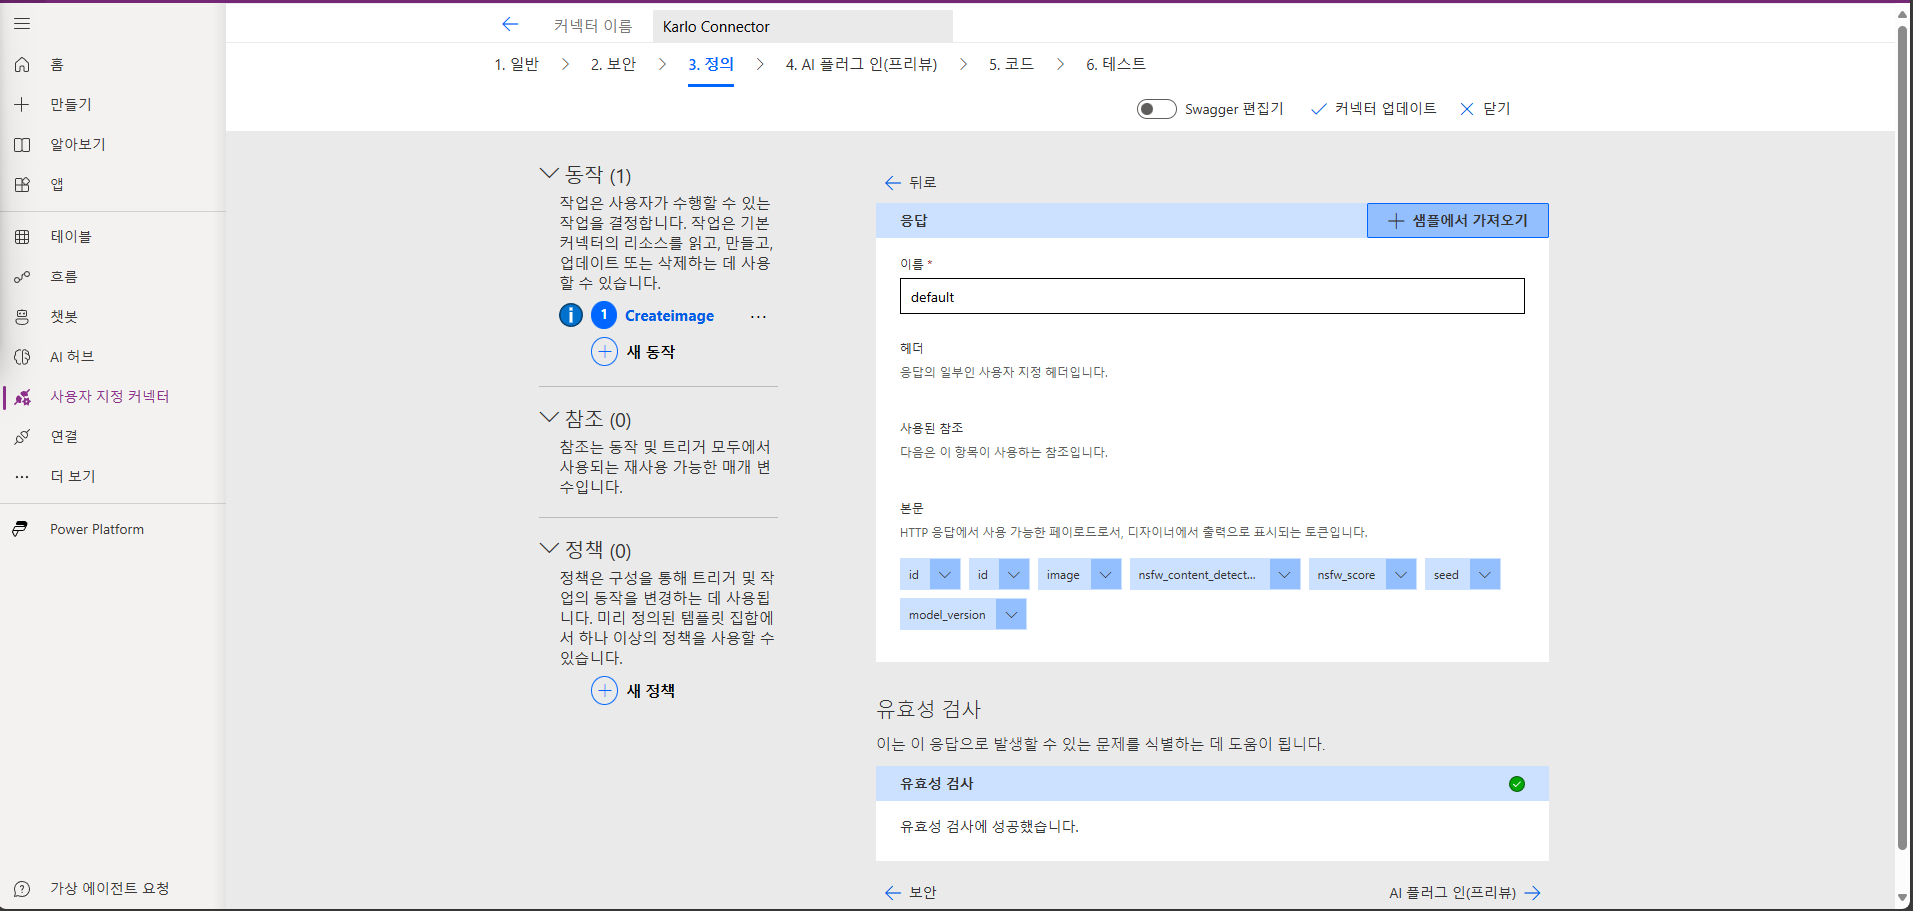 커넥터 이름
Karlo Connector
1. 일반
2. 보안
3. 정의
4. AI 플러그 인(프리뷰)
5. 코드
6. 테스트
Swagger 편집기
커넥터 업데이트
닫기
홈
만들기
알아보기
앱
테이블
흐름
챗봇
AI 허브
사용자 지정 커넥터
연결
더 보기
Power Platform
가상 에이전트 요청
동작 (1)
작업은 사용자가 수행할 수 있는
작업을 결정합니다. 작업은 기본
커넥터의 리소스를 읽고, 만들고,
업데이트 또는 삭제하는 데 사용
할 수 있습니다.
1 Createimage ...
새 동작
참조 (0)
참조는 동작 및 트리거 모두에서
사용되는 재사용 가능한 매개 변
수입니다.
정책 (0)
정책은 구성을 통해 트리거 및 작
업의 동작을 변경하는 데 사용됩
니다. 미리 정의된 템플릿 집합에
서 하나 이상의 정책을 사용할 수
있습니다.
새 정책
뒤로
응답
샘플에서 가져오기
이름 *
default
헤더
응답의 일부인 사용자 지정 헤더입니다.
사용된 참조
다음은 이 항목이 사용하는 참조입니다.
본문
HTTP 응답에서 사용 가능한 페이로드로서, 디자이너에서 출력으로 표시되는 토큰입니다.
id id image nsfw_content_detect... nsfw_score seed
model_version
유효성 검사
이는 이 응답으로 발생할 수 있는 문제를 식별하는 데 도움이 됩니다.
유효성 검사
유효성 검사에 성공했습니다.
보안
AI 플러그 인(프리뷰)